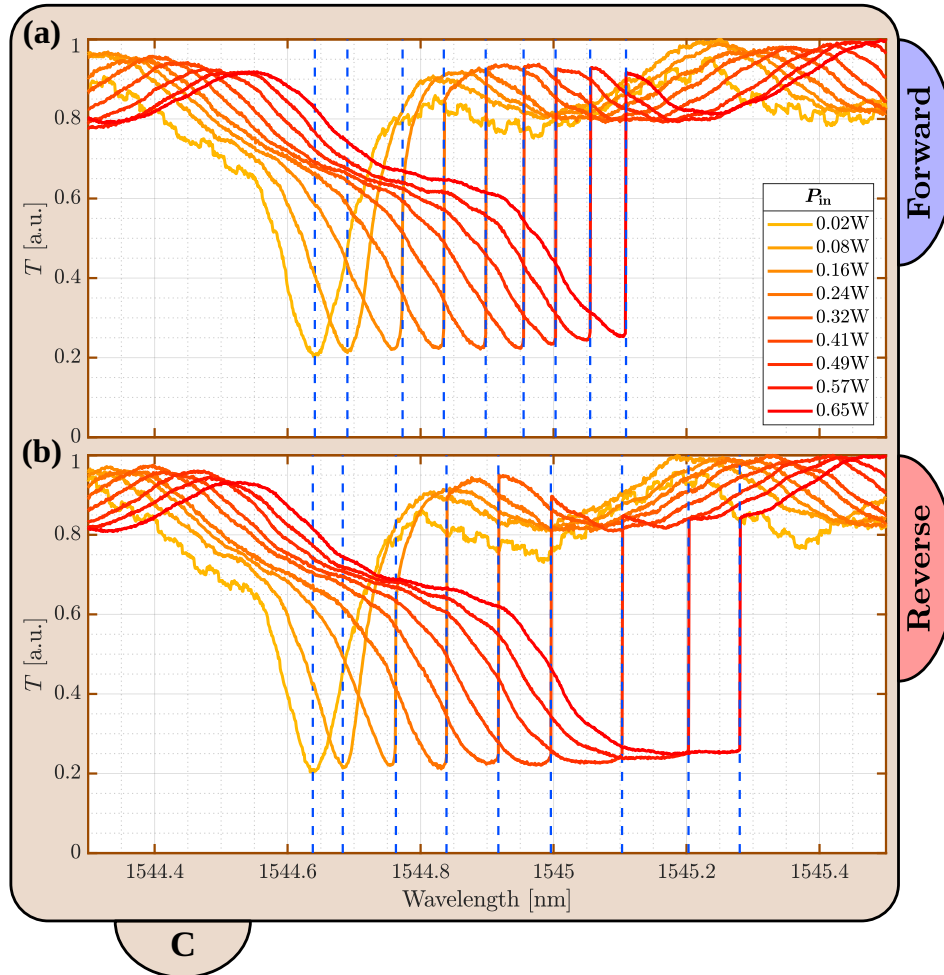 (a)
1
0.8
0.6
0.4
0.2
0
T [a.u.]
P_in
0.02W
0.08W
0.16W
0.24W
0.32W
0.41W
0.49W
0.57W
0.65W
Forward
(b)
1
0.8
0.6
0.4
0.2
0
T [a.u.]
1544.4
1544.6
1544.8
1545
1545.2
1545.4
Wavelength [nm]
Reverse
C